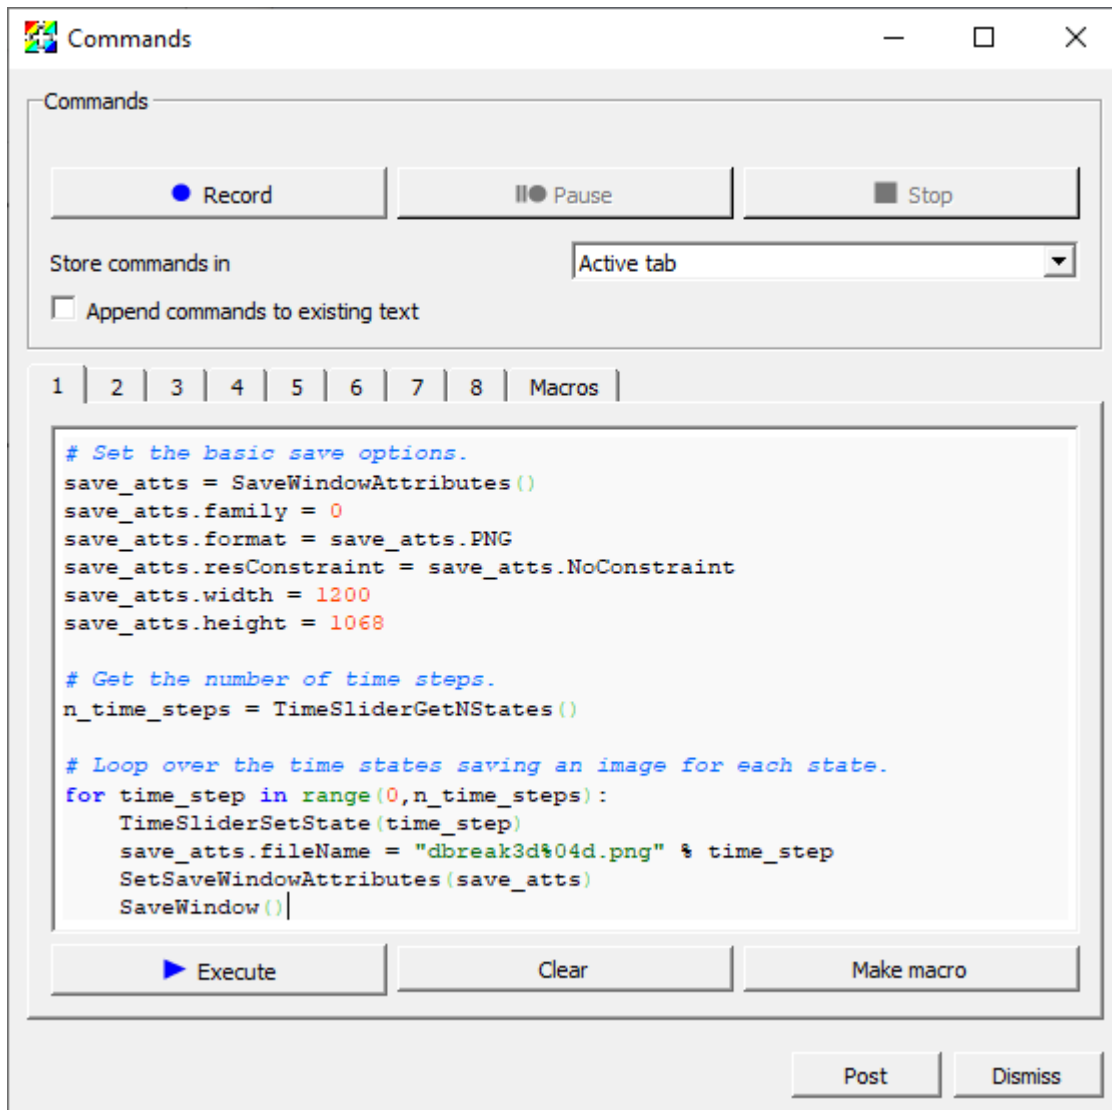 Commands
Commands
Record Pause Stop
Store commands in Active tab
Append commands to existing text
1 2 3 4 5 6 7 8 Macros
# Set the basic save options.
save_atts = SaveWindowAttributes()
save_atts.family = 0
save_atts.format = save_atts.PNG
save_atts.resConstraint = save_atts.NoConstraint
save_atts.width = 1200
save_atts.height = 1068
# Get the number of time steps.
n_time_steps = TimeSliderGetNStates()
# Loop over the time states saving an image for each state.
for time_step in range(0,n_time_steps):
    TimeSliderSetState(time_step)
    save_atts.fileName = "dbreak3d%04d.png" % time_step
    SetSaveWindowAttributes(save_atts)
    SaveWindow()
Execute Clear Make macro
Post Dismiss